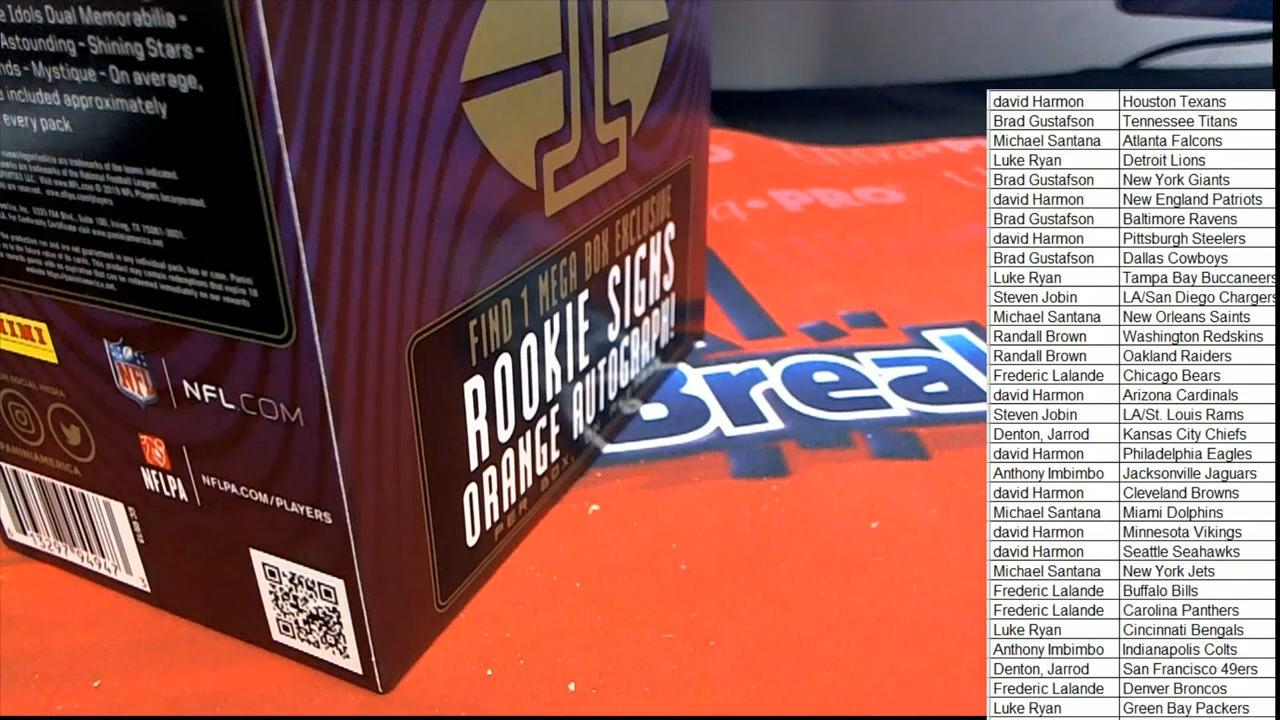 e Idols Dual Memorabilia -
Astounding - Shining Stars -
nds - Mystique - On average,
e included approximately
every pack
FIND 1 MEGA BOX EXCLUSIVE
ROOKIE SIGNS
ORANGE AUTOGRAPH!
PER BOX
NFL
NFL.COM
NFLPA
NFLPA.COM/PLAYERS
PANINIAMERICA
PRO
Break
david Harmon Houston Texans
Brad Gustafson Tennessee Titans
Michael Santana Atlanta Falcons
Luke Ryan Detroit Lions
Brad Gustafson New York Giants
david Harmon New England Patriots
Brad Gustafson Baltimore Ravens
david Harmon Pittsburgh Steelers
Brad Gustafson Dallas Cowboys
Luke Ryan Tampa Bay Buccaneers
Steven Jobin LA/San Diego Chargers
Michael Santana New Orleans Saints
Randall Brown Washington Redskins
Randall Brown Oakland Raiders
Frederic Lalande Chicago Bears
david Harmon Arizona Cardinals
Steven Jobin LA/St. Louis Rams
Denton, Jarrod Kansas City Chiefs
david Harmon Philadelphia Eagles
Anthony Imbimbo Jacksonville Jaguars
david Harmon Cleveland Browns
Michael Santana Miami Dolphins
david Harmon Minnesota Vikings
david Harmon Seattle Seahawks
Michael Santana New York Jets
Frederic Lalande Buffalo Bills
Frederic Lalande Carolina Panthers
Luke Ryan Cincinnati Bengals
Anthony Imbimbo Indianapolis Colts
Denton, Jarrod San Francisco 49ers
Frederic Lalande Denver Broncos
Luke Ryan Green Bay Packers